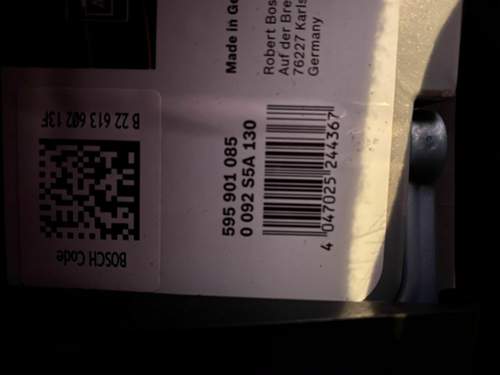 Made in Ge
Robert Bos
Auf der Bre
76227 Karls
Germany
595 901 085
0 092 S5A 130
4 047025 244367
B 22 613 602 13F
BOSCH Code